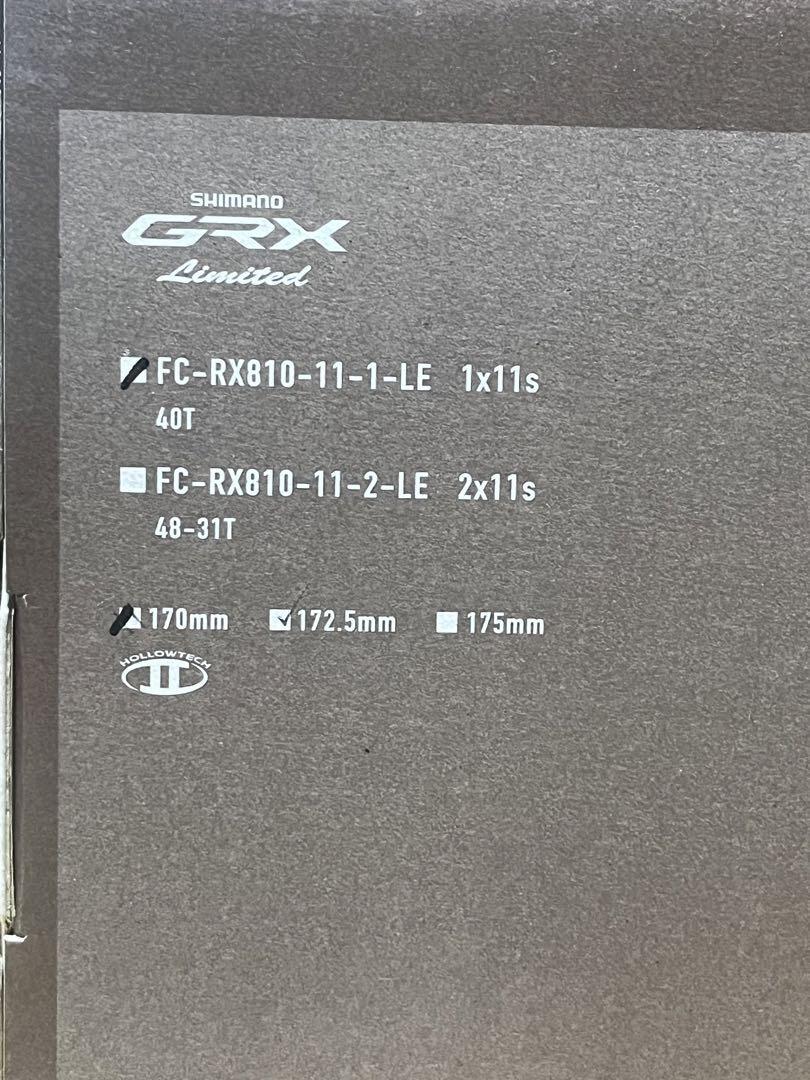 SHIMANO
GRX
Limited
FC-RX810-11-1-LE 1x11s
40T
FC-RX810-11-2-LE 2x11s
48-31T
170mm 172.5mm 175mm
HOLLOWTECH
II